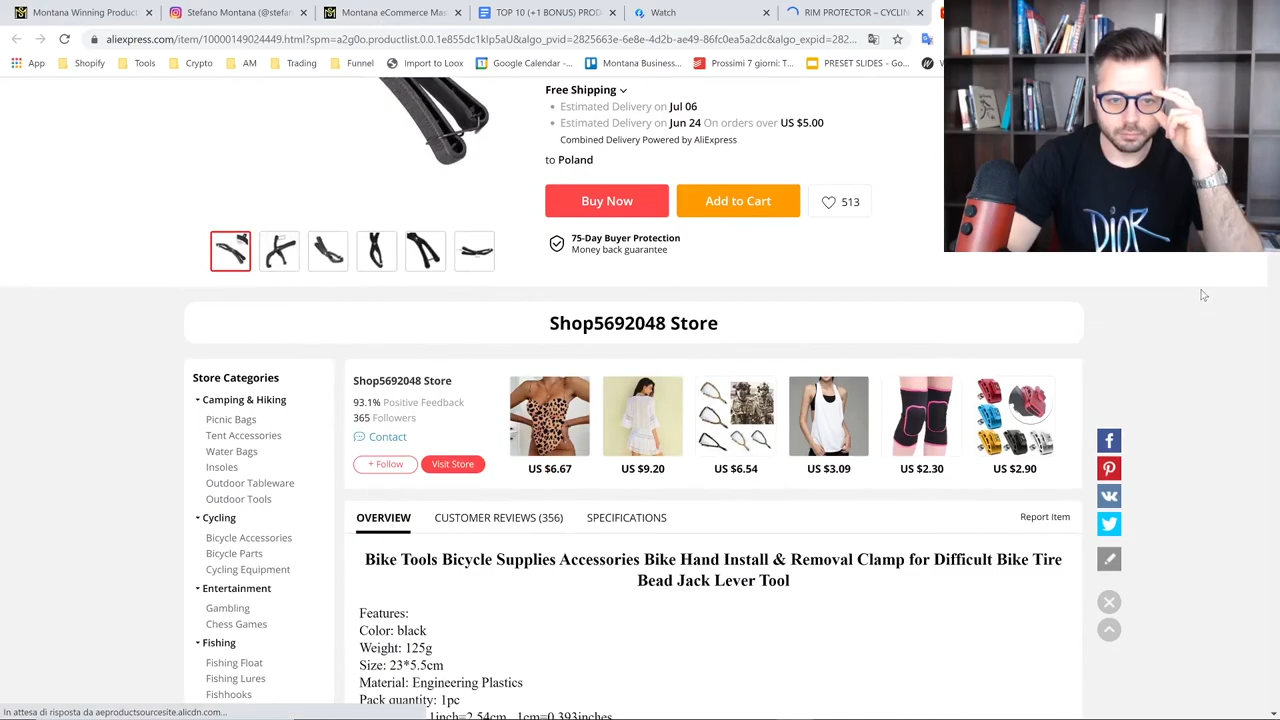 Montana Winning Product
Stefano Montana (@stefan
Montana eCommerce Mas
TOP 10 (+1 BONUS) PROD
Watch
RIM PROTECTOR – CYCLIN
aliexpress.com/item/10000149024449.html?spm=a2g0o.productlist.0.0.1e855dc1klp5aU&algo_pvid=2825663e-6e8e-4d2b-ae49-86fc0ea5a2dc&algo_expid=282...
App
Shopify
Tools
Crypto
AM
Trading
Funnel
Import to Loox
Google Calendar -...
Montana Business...
Prossimi 7 giorni: T...
PRESET SLIDES - Go...
Free Shipping
Estimated Delivery on Jul 06
Estimated Delivery on Jun 24 On orders over US $5.00
Combined Delivery Powered by AliExpress
to Poland
Buy Now
Add to Cart
513
75-Day Buyer Protection
Money back guarantee
DIOR
Shop5692048 Store
Store Categories
Camping & Hiking
Picnic Bags
Tent Accessories
Water Bags
Insoles
Outdoor Tableware
Outdoor Tools
Cycling
Bicycle Accessories
Bicycle Parts
Cycling Equipment
Entertainment
Gambling
Chess Games
Fishing
Fishing Float
Fishing Lures
Fishhooks
Shop5692048 Store
93.1% Positive Feedback
365 Followers
Contact
+ Follow
Visit Store
US $6.67
US $9.20
US $6.54
US $3.09
US $2.30
US $2.90
OVERVIEW
CUSTOMER REVIEWS (356)
SPECIFICATIONS
Report Item
Bike Tools Bicycle Supplies Accessories Bike Hand Install & Removal Clamp for Difficult Bike Tire
Bead Jack Lever Tool
Features:
Color: black
Weight: 125g
Size: 23*5.5cm
Material: Engineering Plastics
Pack quantity: 1pc
1inch=2.54cm, 1cm=0.393inches
In attesa di risposta da aeproductsourcesite.alicdn.com...